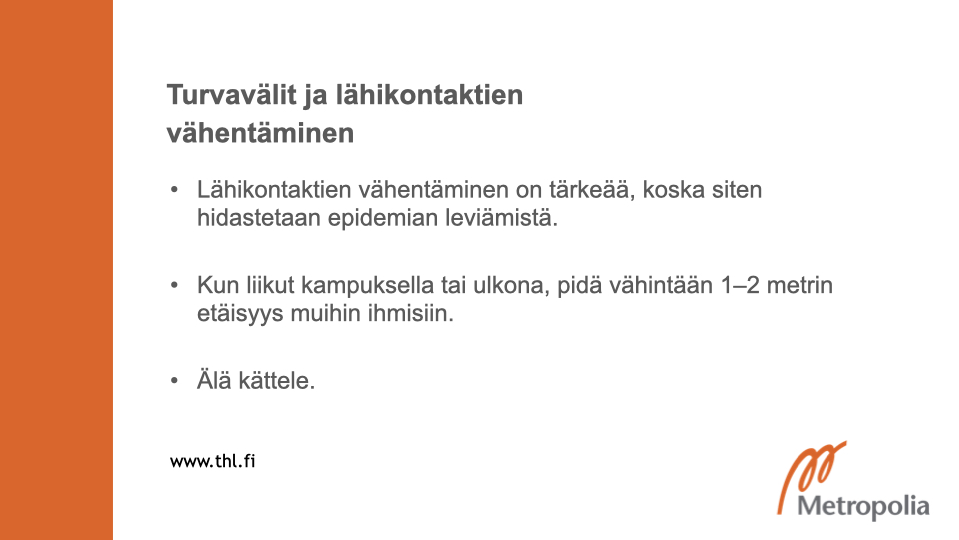 Turvavälit ja lähikontaktien
vähentäminen
• Lähikontaktien vähentäminen on tärkeää, koska siten
hidastetaan epidemian leviämistä.
• Kun liikut kampuksella tai ulkona, pidä vähintään 1–2 metrin
etäisyys muihin ihmisiin.
• Älä kättele.
www.thl.fi
Metropolia